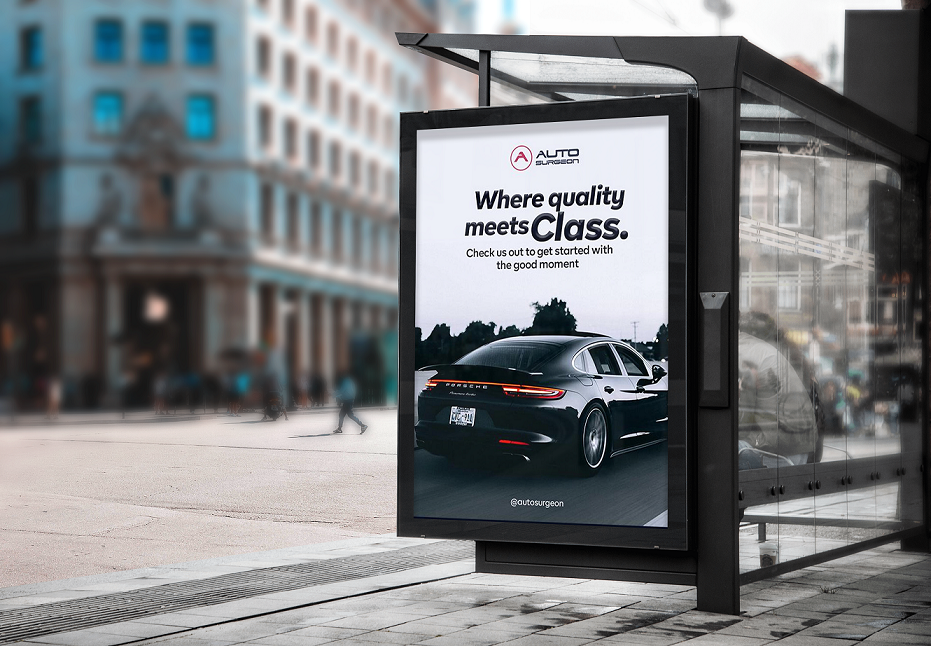 AUTO
SURGEON
Where quality
meets Class.
Check us out to get started with
the good moment
PORSCHE
@autosurgeon